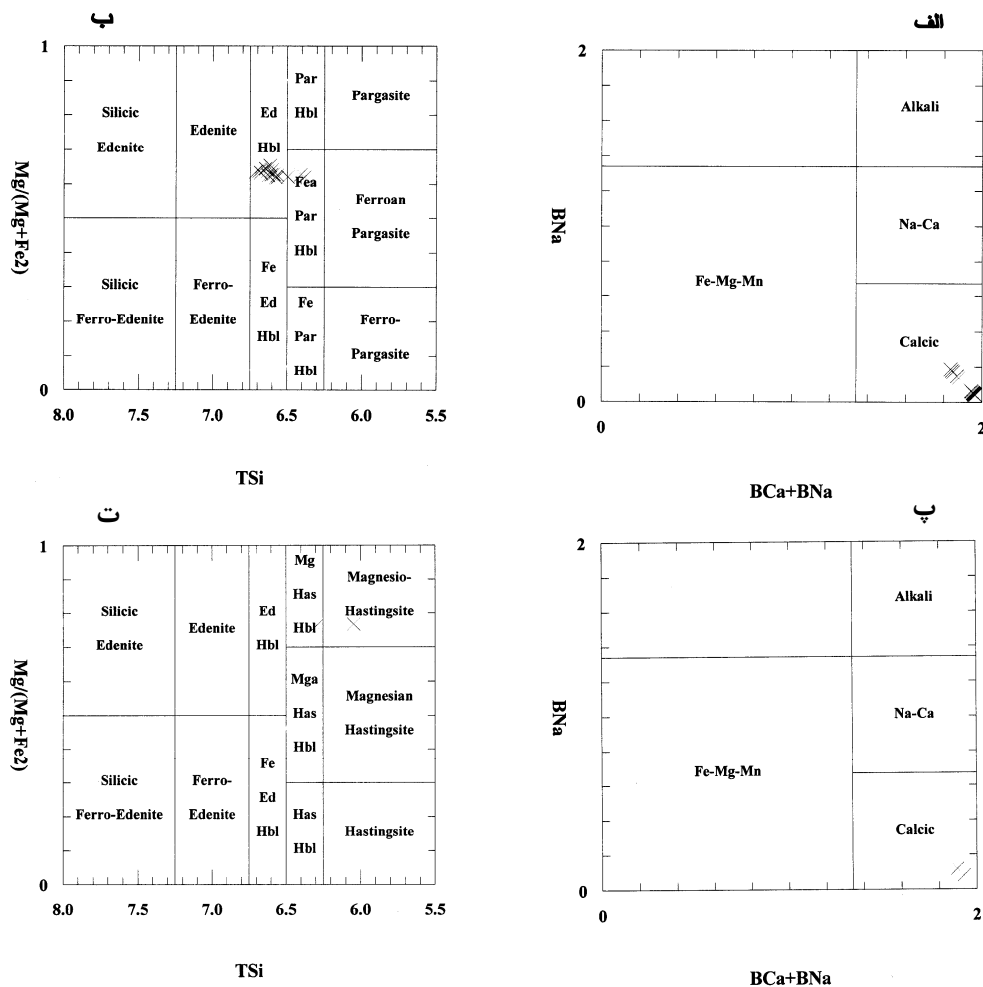 ب
1
Silicic
Edenite
Edenite
Ed
Hbl
Par
Hbl
Pargasite
Fea
Par
Hbl
Ferroan
Pargasite
Silicic
Ferro-Edenite
Ferro-
Edenite
Fe
Ed
Hbl
Fe
Par
Hbl
Ferro-
Pargasite
Mg/(Mg+Fe2)
0
8.0 7.5 7.0 6.5 6.0 5.5
TSi
الف
2
Alkali
Na-Ca
Fe-Mg-Mn
Calcic
BNa
0
0 2
BCa+BNa
ت
1
Silicic
Edenite
Edenite
Ed
Hbl
Mg
Has
Hbl
Magnesio-
Hastingsite
Mga
Has
Hbl
Magnesian
Hastingsite
Silicic
Ferro-Edenite
Ferro-
Edenite
Fe
Ed
Hbl
Has
Hbl
Hastingsite
Mg/(Mg+Fe2)
0
8.0 7.5 7.0 6.5 6.0 5.5
TSi
پ
2
Alkali
Na-Ca
Fe-Mg-Mn
Calcic
BNa
0
0 2
BCa+BNa